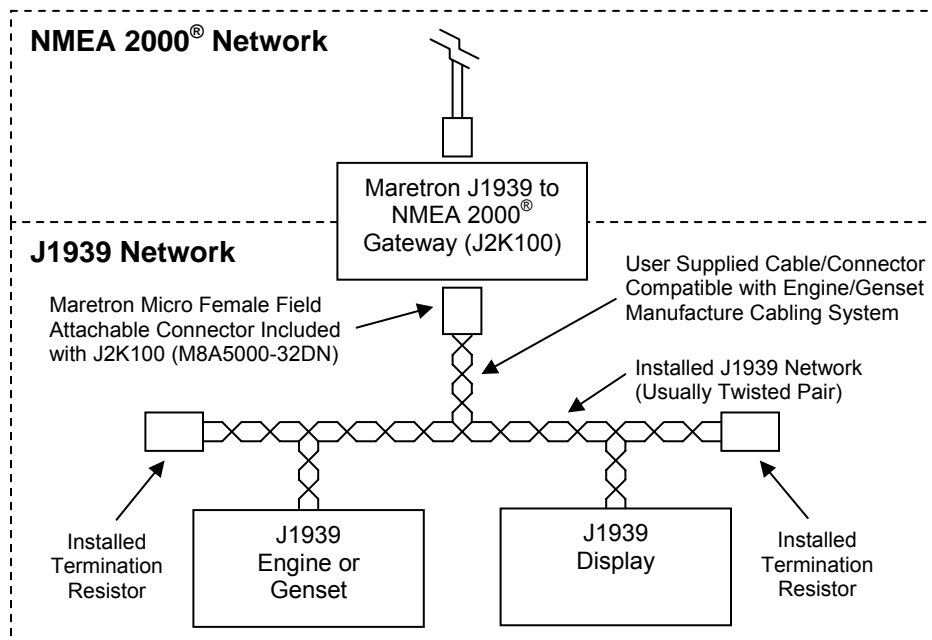 NMEA 2000® Network
Maretron J1939 to
NMEA 2000®
Gateway (J2K100)
J1939 Network
Maretron Micro Female Field
Attachable Connector Included
with J2K100 (M8A5000-32DN)
User Supplied Cable/Connector
Compatible with Engine/Genset
Manufacture Cabling System
Installed J1939 Network
(Usually Twisted Pair)
Installed
Termination
Resistor
J1939
Engine or
Genset
J1939
Display
Installed
Termination
Resistor